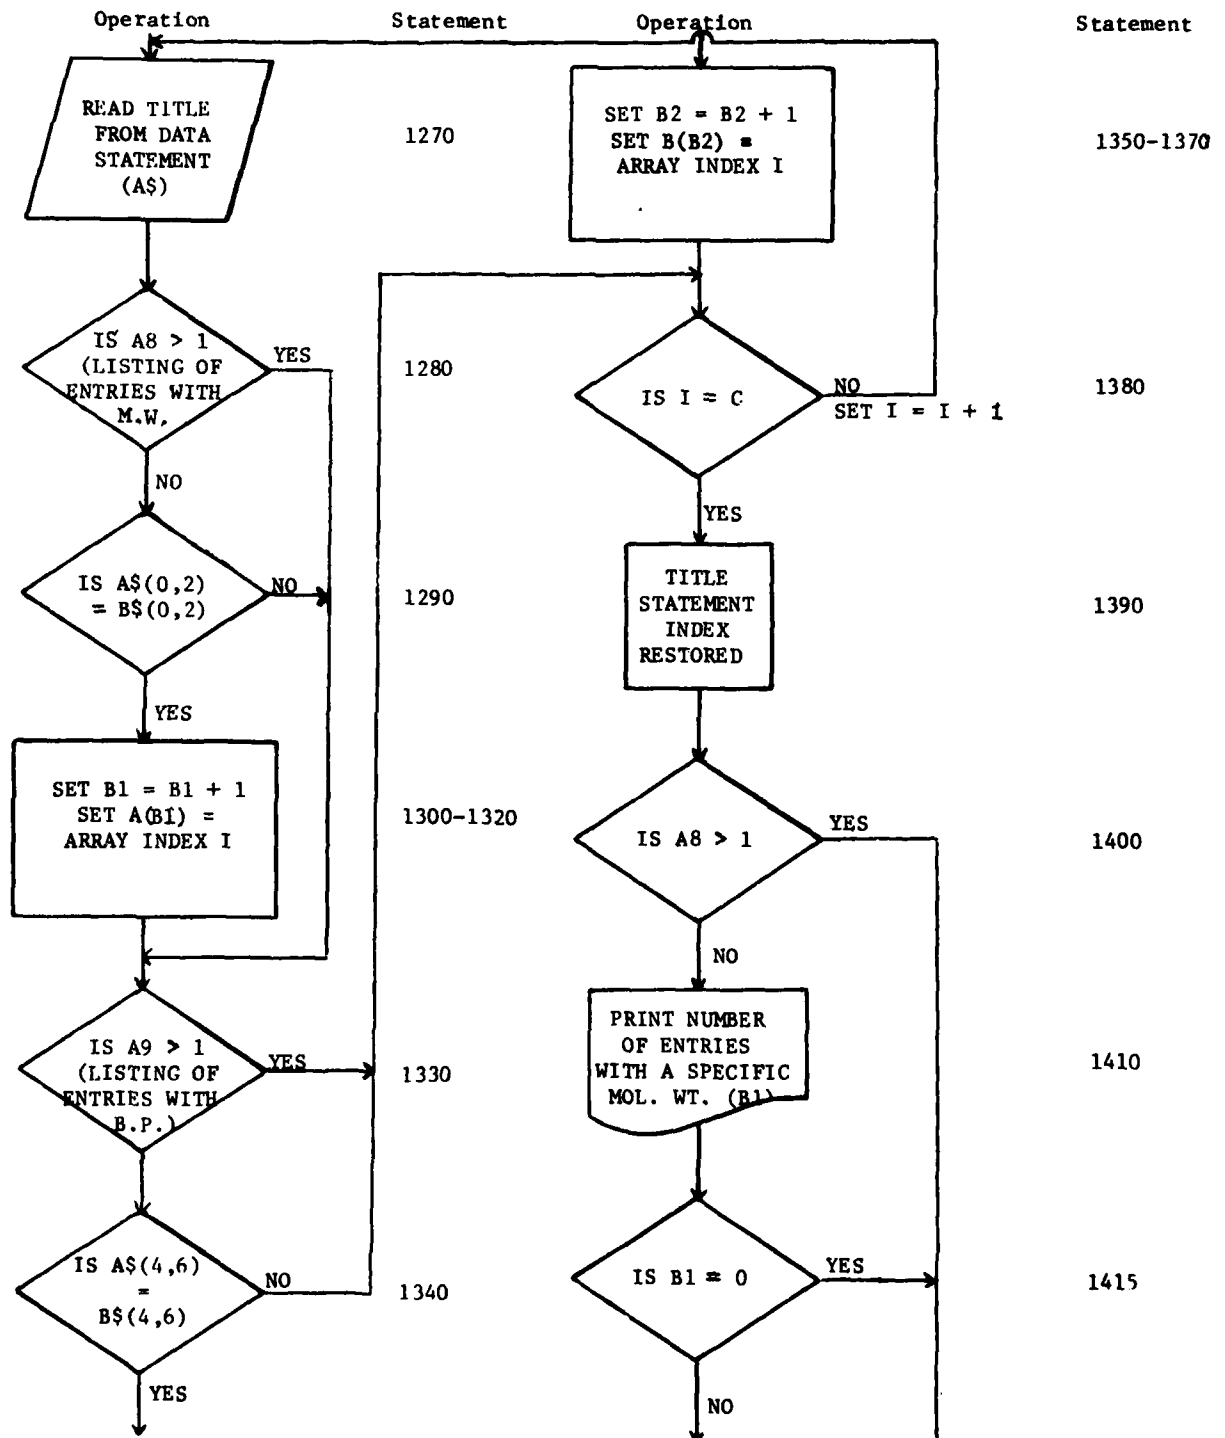 Operation
Statement
READ TITLE
FROM DATA
STATEMENT
(A$)
1270
IS A8 > 1
(LISTING OF
ENTRIES WITH
M.W.
YES
1280
NO
IS A$(0,2)
= B$(0,2)
NO
1290
YES
SET B1 = B1 + 1
SET A(B1) =
ARRAY INDEX I
1300-1320
IS A9 > 1
(LISTING OF
ENTRIES WITH
B.P.)
YES
1330
IS A$(4,6)
=
B$(4,6)
NO
1340
YES
Operation
Statement
SET B2 = B2 + 1
SET B(B2) =
ARRAY INDEX I
1350-1370
IS I = C
NO
SET I = I + 1
1380
YES
TITLE
STATEMENT
INDEX
RESTORED
1390
IS A8 > 1
YES
1400
NO
PRINT NUMBER
OF ENTRIES
WITH A SPECIFIC
MOL. WT. (B1)
1410
IS B1 = 0
YES
1415
NO